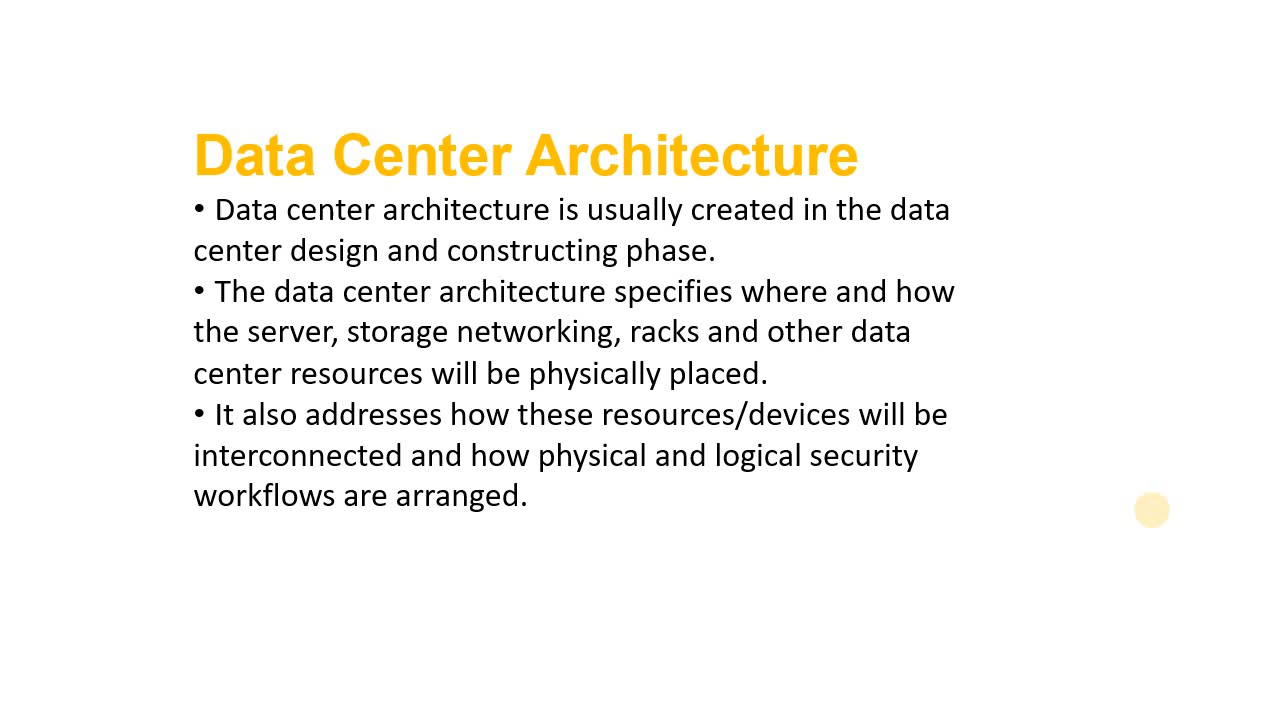 Data Center Architecture
• Data center architecture is usually created in the data
center design and constructing phase.
• The data center architecture specifies where and how
the server, storage networking, racks and other data
center resources will be physically placed.
• It also addresses how these resources/devices will be
interconnected and how physical and logical security
workflows are arranged.